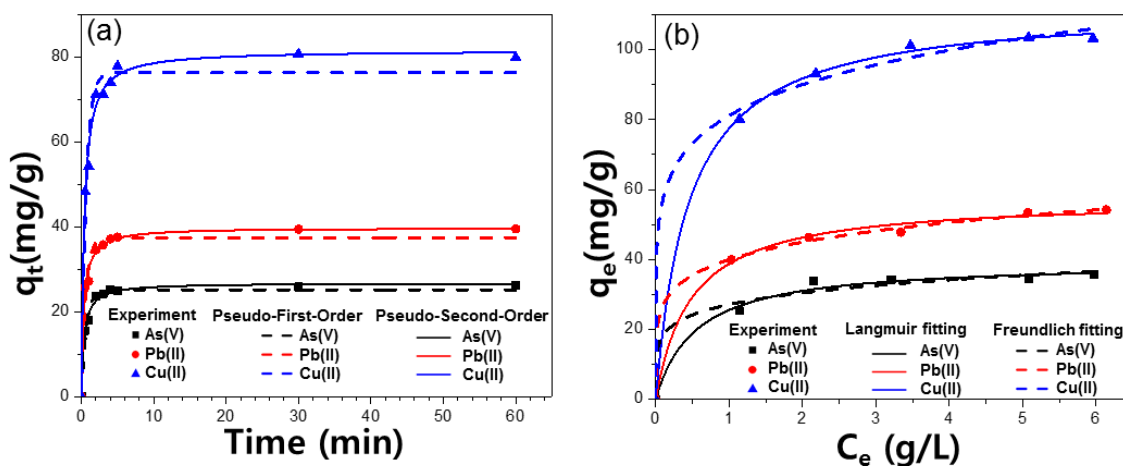 (a)
qt(mg/g)
80
60
40
20
0
Experiment Pseudo-First-Order Pseudo-Second-Order
As(V) As(V) As(V)
Pb(II) Pb(II) Pb(II)
Cu(II) Cu(II) Cu(II)
0 10 20 30 40 50 60
Time (min)
(b)
qe(mg/g)
100
80
60
40
20
0
Experiment Langmuir fitting Freundlich fitting
As(V) As(V) As(V)
Pb(II) Pb(II) Pb(II)
Cu(II) Cu(II) Cu(II)
0 1 2 3 4 5 6
Ce (g/L)